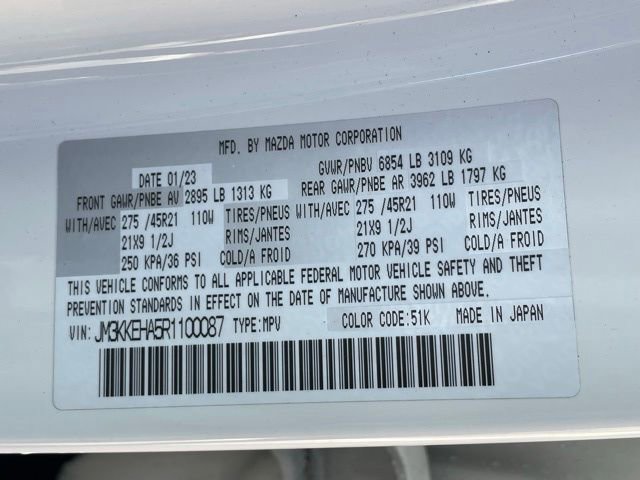 MFD. BY MAZDA MOTOR CORPORATION
DATE 01/23 GVWR/PNBV 6854 LB 3109 KG
FRONT GAWR/PNBE AV 2895 LB 1313 KG REAR GAWR/PNBE AR 3962 LB 1797 KG
WITH/AVEC 275 /45R21 110W TIRES/PNEUS WITH/AVEC 275 /45R21 110W TIRES/PNEUS
21X9 1/2J RIMS/JANTES 21X9 1/2J RIMS/JANTES
250 KPA/36 PSI COLD/A FROID 270 KPA/39 PSI COLD/A FROID
THIS VEHICLE CONFORMS TO ALL APPLICABLE FEDERAL MOTOR VEHICLE SAFETY AND THEFT
PREVENTION STANDARDS IN EFFECT ON THE DATE OF MANUFACTURE SHOWN ABOVE.
VIN: JM3KKEHA5R1100087 TYPE:MPV COLOR CODE:51K MADE IN JAPAN